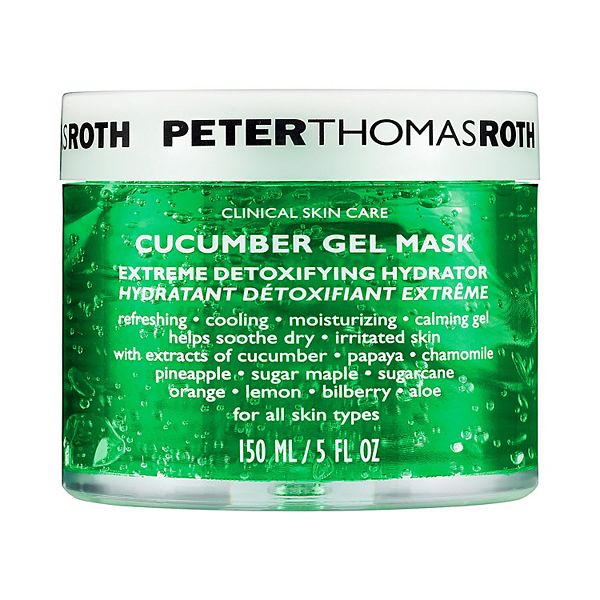 ROTH PETERTHOMASROTH
CLINICAL SKIN CARE
CUCUMBER GEL MASK
EXTREME DETOXIFYING HYDRATOR
HYDRATANT DÉTOXIFIANT EXTRÊME
refreshing • cooling • moisturizing • calming gel
helps soothe dry • irritated skin
with extracts of cucumber • papaya • chamomile
pineapple • sugar maple • sugarcane
orange • lemon • bilberry • aloe
for all skin types
150 ML / 5 FL OZ